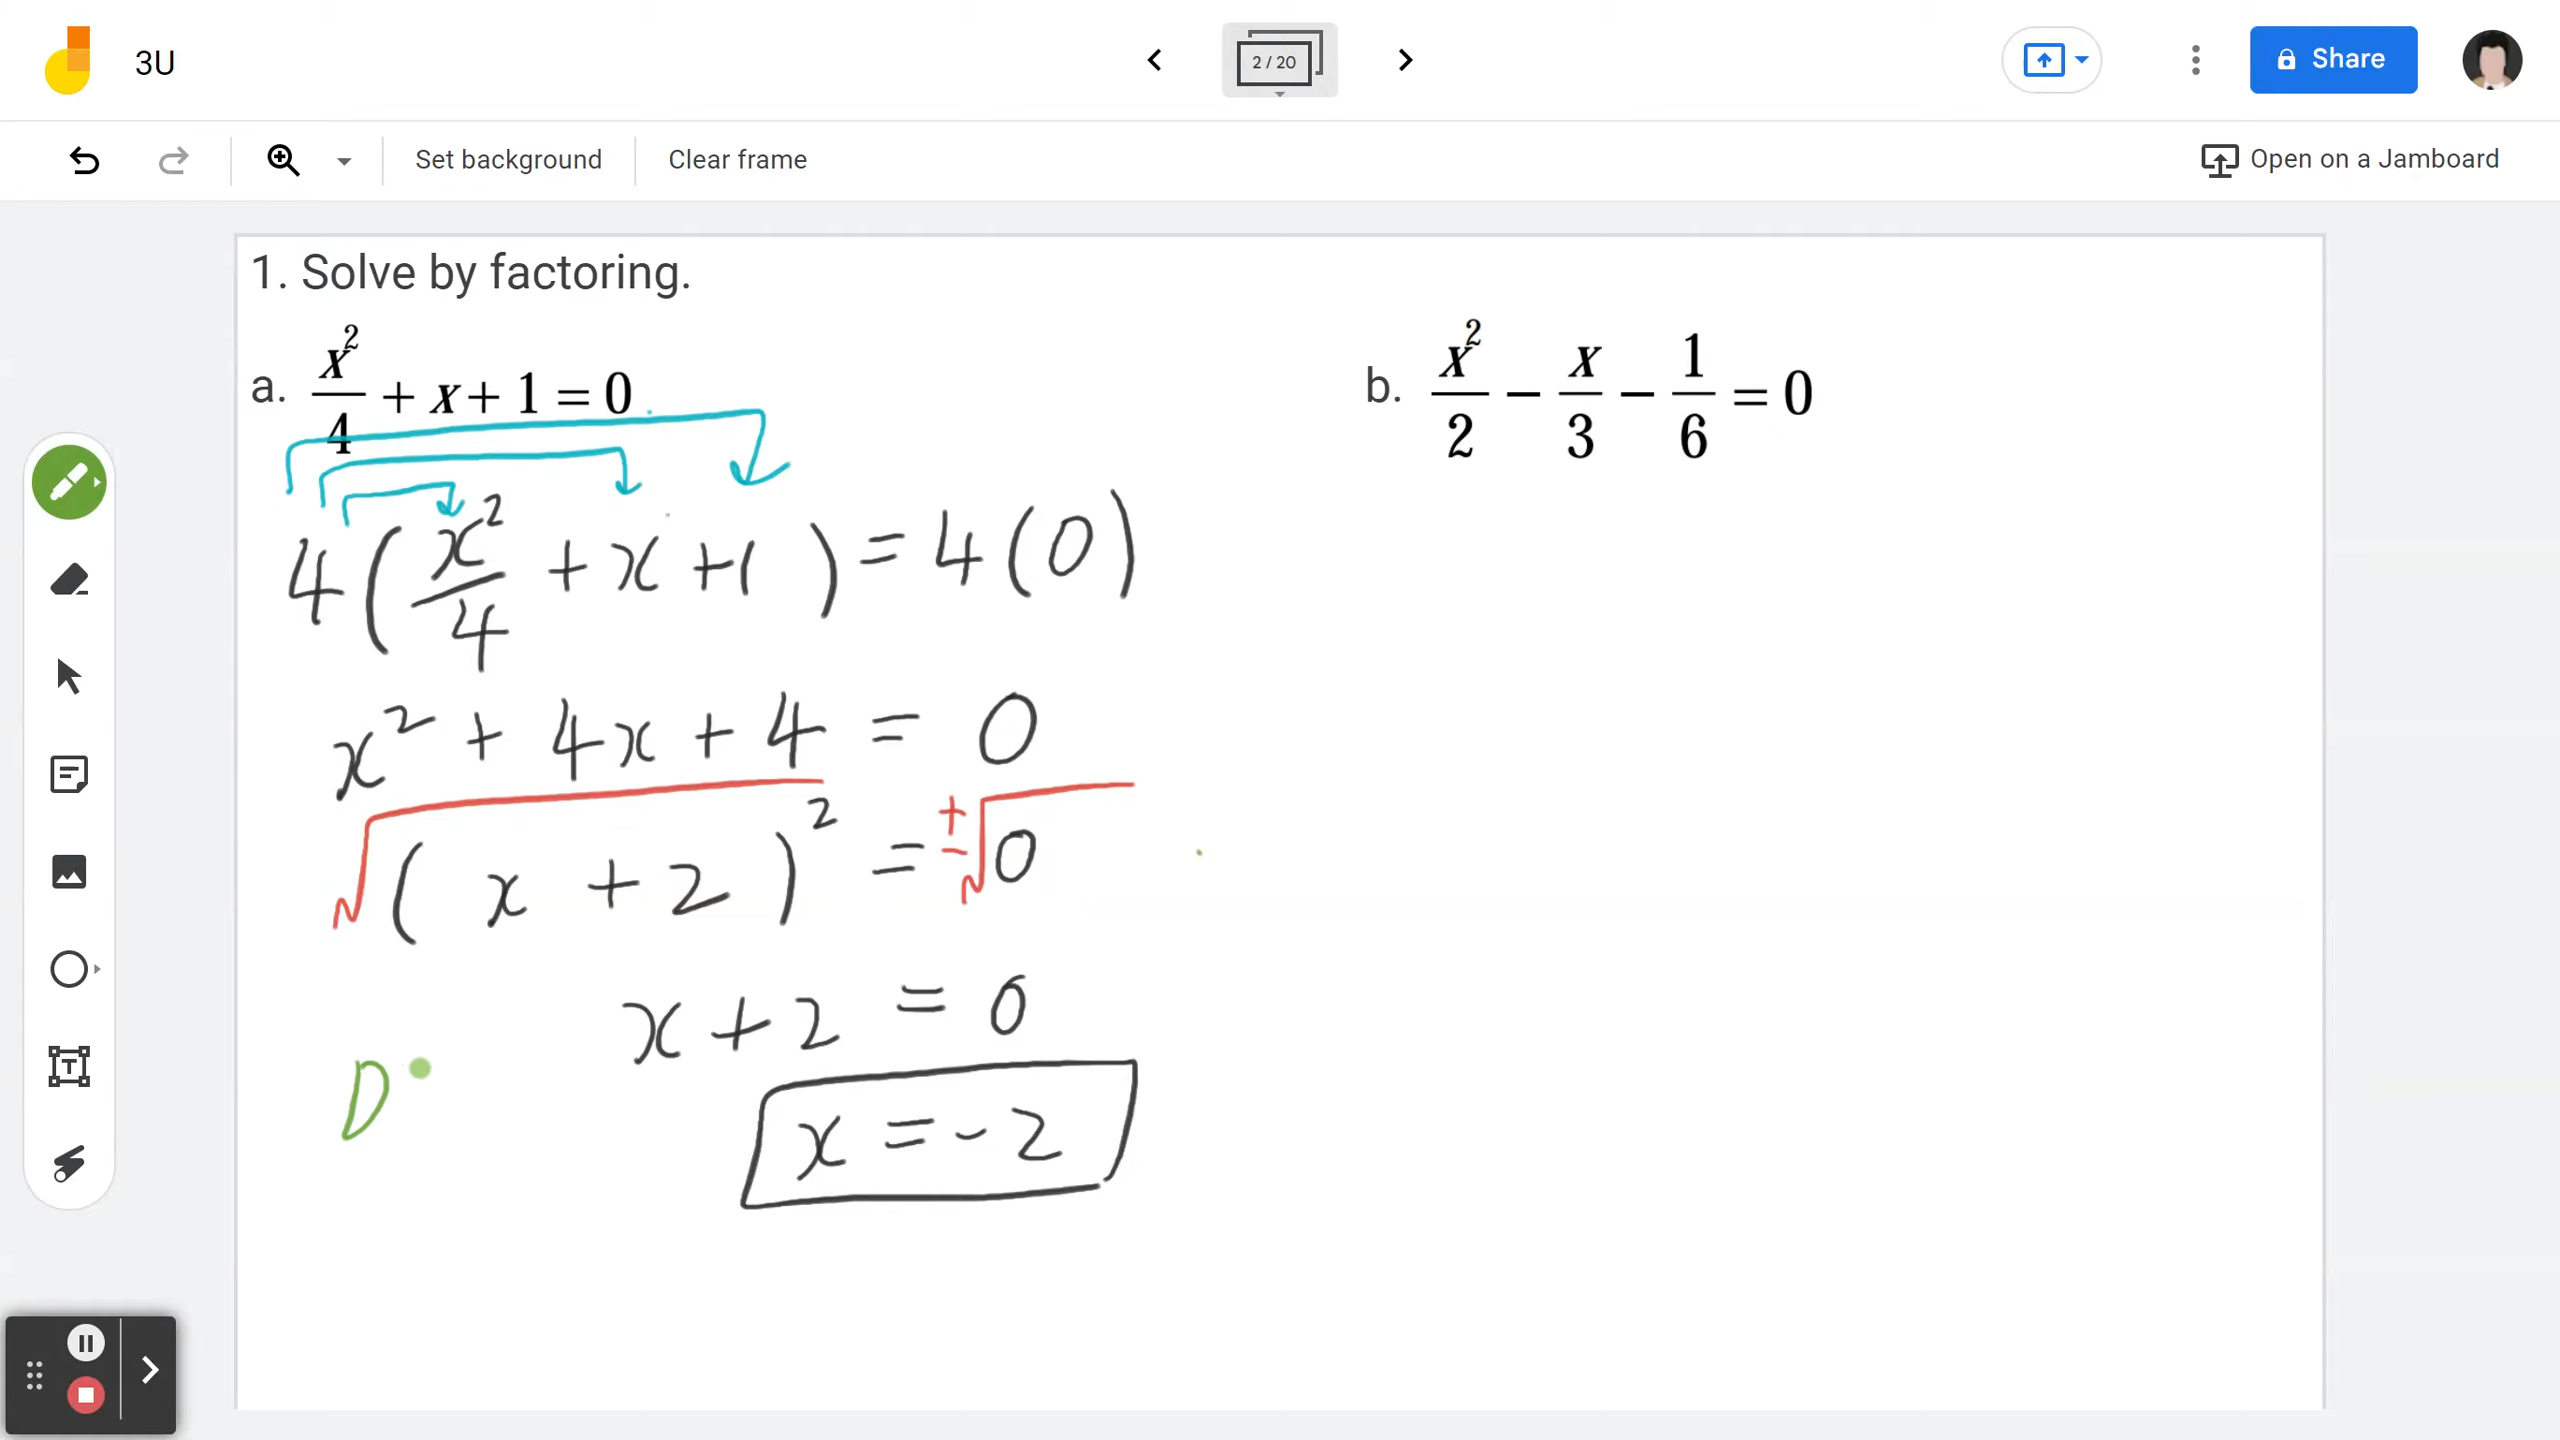 3U
2 / 20
Share
Set background
Clear frame
Open on a Jamboard
1. Solve by factoring.
a. x²/4 + x + 1 = 0
4(x²/4 + x + 1) = 4(0)
x² + 4x + 4 = 0
√(x + 2)² = ±√0
x + 2 = 0
D
x = -2
b. x²/2 − x/3 − 1/6 = 0
T